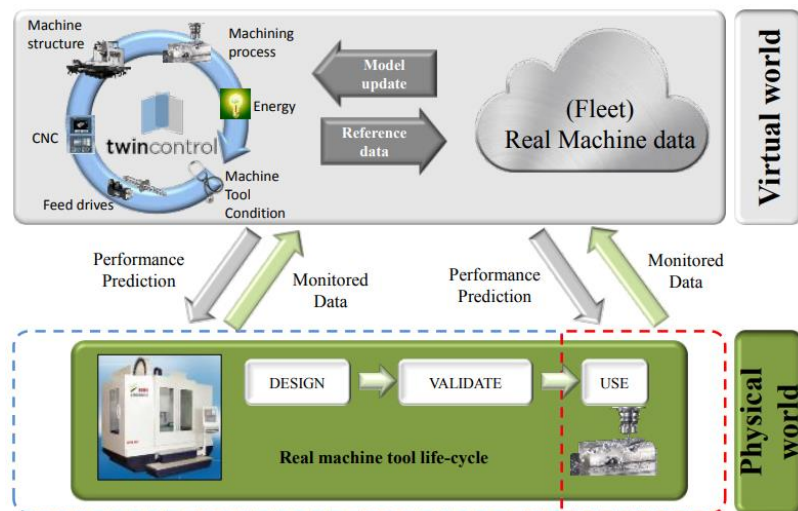 Machine
structure
Machining
process
Energy
CNC
twincontrol
Machine
Tool
Condition
Feed drives
Model
update
Reference
data
(Fleet)
Real Machine data
Virtual world
Performance
Prediction
Monitored
Data
Performance
Prediction
Monitored
Data
DESIGN
VALIDATE
USE
Real machine tool life-cycle
Physical
world